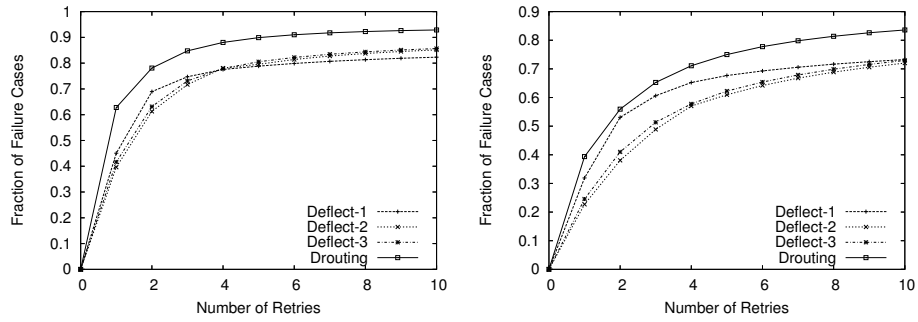 1
0.9
0.8
0.7
0.6
0.5
0.4
0.3
0.2
0.1
0
Fraction of Failure Cases
Deflect-1
Deflect-2
Deflect-3
Drouting
0 2 4 6 8 10
Number of Retries
0.9
0.8
0.7
0.6
0.5
0.4
0.3
0.2
0.1
0
Fraction of Failure Cases
Deflect-1
Deflect-2
Deflect-3
Drouting
0 2 4 6 8 10
Number of Retries